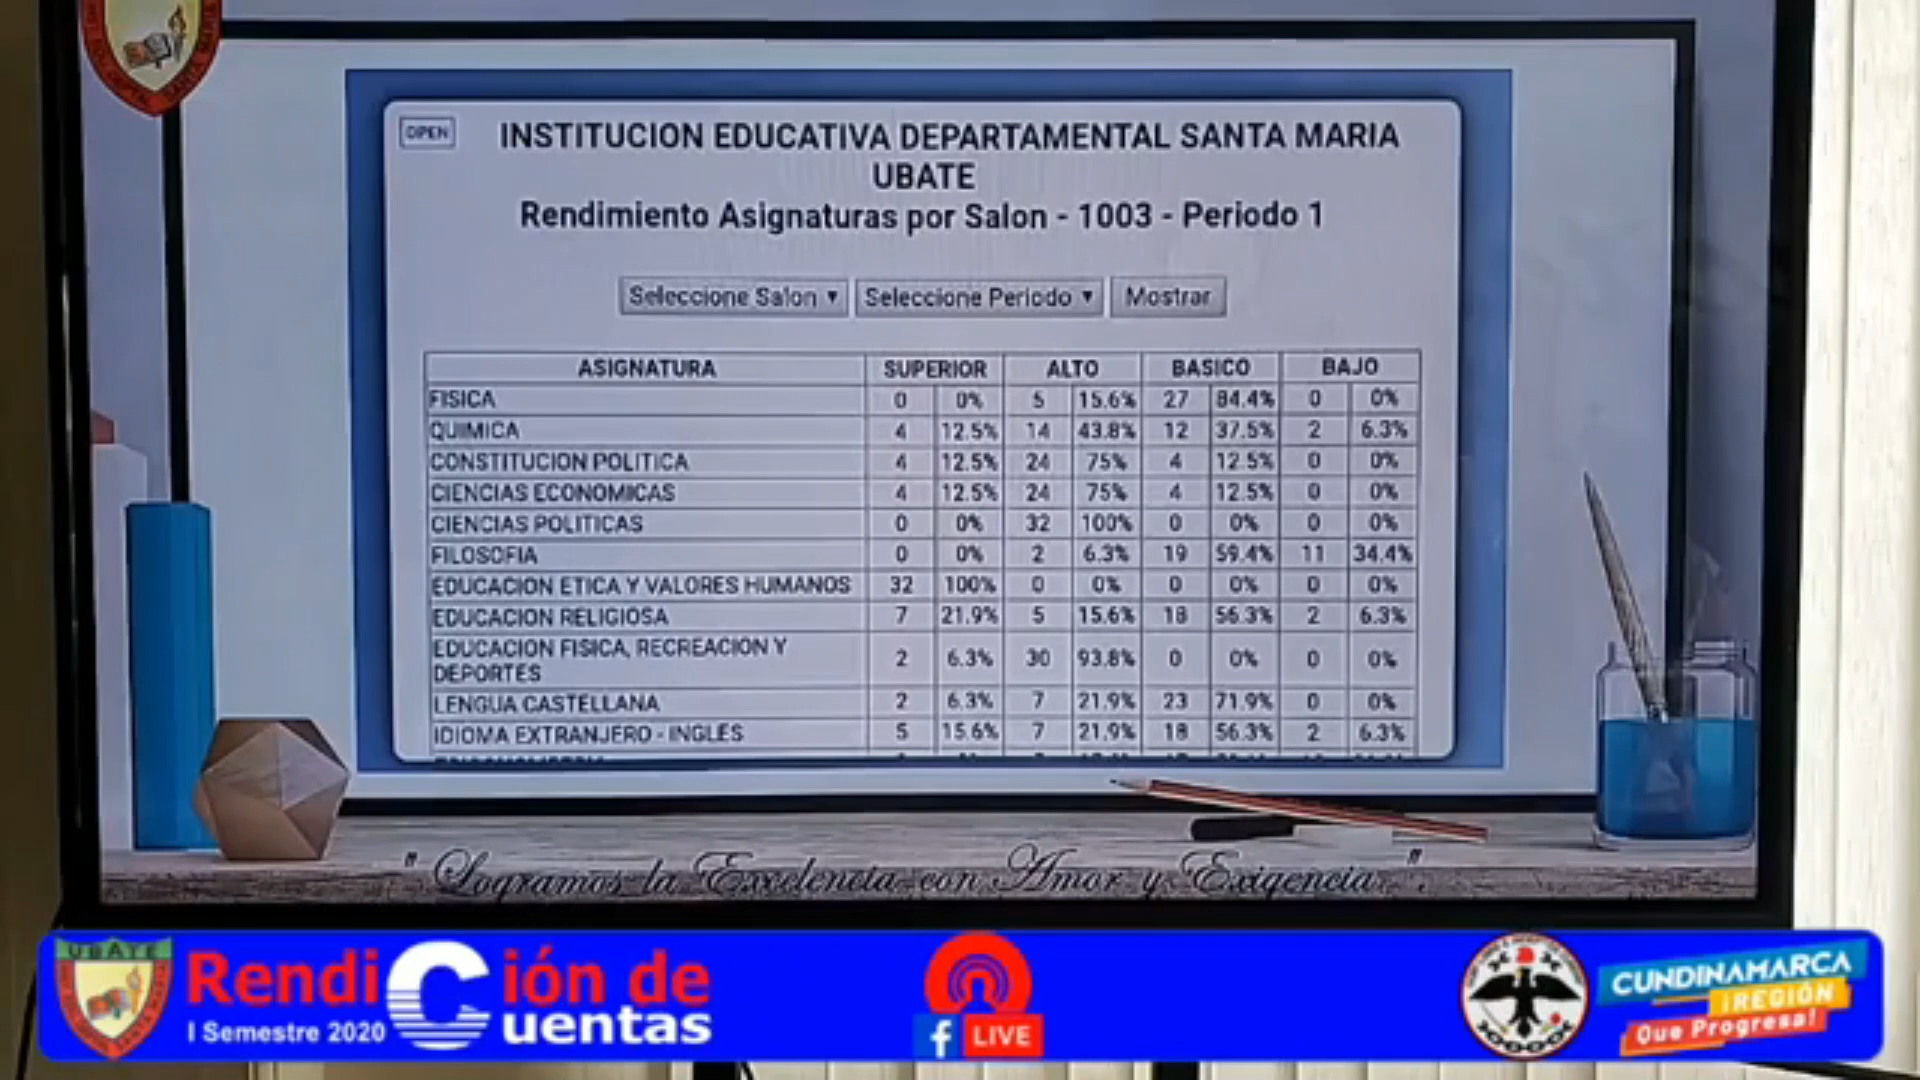 OPEN
INSTITUCION EDUCATIVA DEPARTAMENTAL SANTA MARIA
UBATE
Rendimiento Asignaturas por Salon - 1003 - Periodo 1
Seleccione Salon ▼ Seleccione Periodo ▼ Mostrar
ASIGNATURA SUPERIOR ALTO BASICO BAJO
FISICA 0 0% 5 15.6% 27 84.4% 0 0%
QUIMICA 4 12.5% 14 43.8% 12 37.5% 2 6.3%
CONSTITUCION POLITICA 4 12.5% 24 75% 4 12.5% 0 0%
CIENCIAS ECONOMICAS 4 12.5% 24 75% 4 12.5% 0 0%
CIENCIAS POLITICAS 0 0% 32 100% 0 0% 0 0%
FILOSOFIA 0 0% 2 6.3% 19 59.4% 11 34.4%
EDUCACION ETICA Y VALORES HUMANOS 32 100% 0 0% 0 0% 0 0%
EDUCACION RELIGIOSA 7 21.9% 5 15.6% 18 56.3% 2 6.3%
EDUCACION FISICA, RECREACION Y
DEPORTES 2 6.3% 30 93.8% 0 0% 0 0%
LENGUA CASTELLANA 2 6.3% 7 21.9% 23 71.9% 0 0%
IDIOMA EXTRANJERO - INGLES 5 15.6% 7 21.9% 18 56.3% 2 6.3%
"Logramos la Excelencia con Amor y Exigencia".
UBATE
Rendición de
Cuentas
I Semestre 2020
f LIVE
CUNDINAMARCA
¡REGIÓN
Que Progresa!